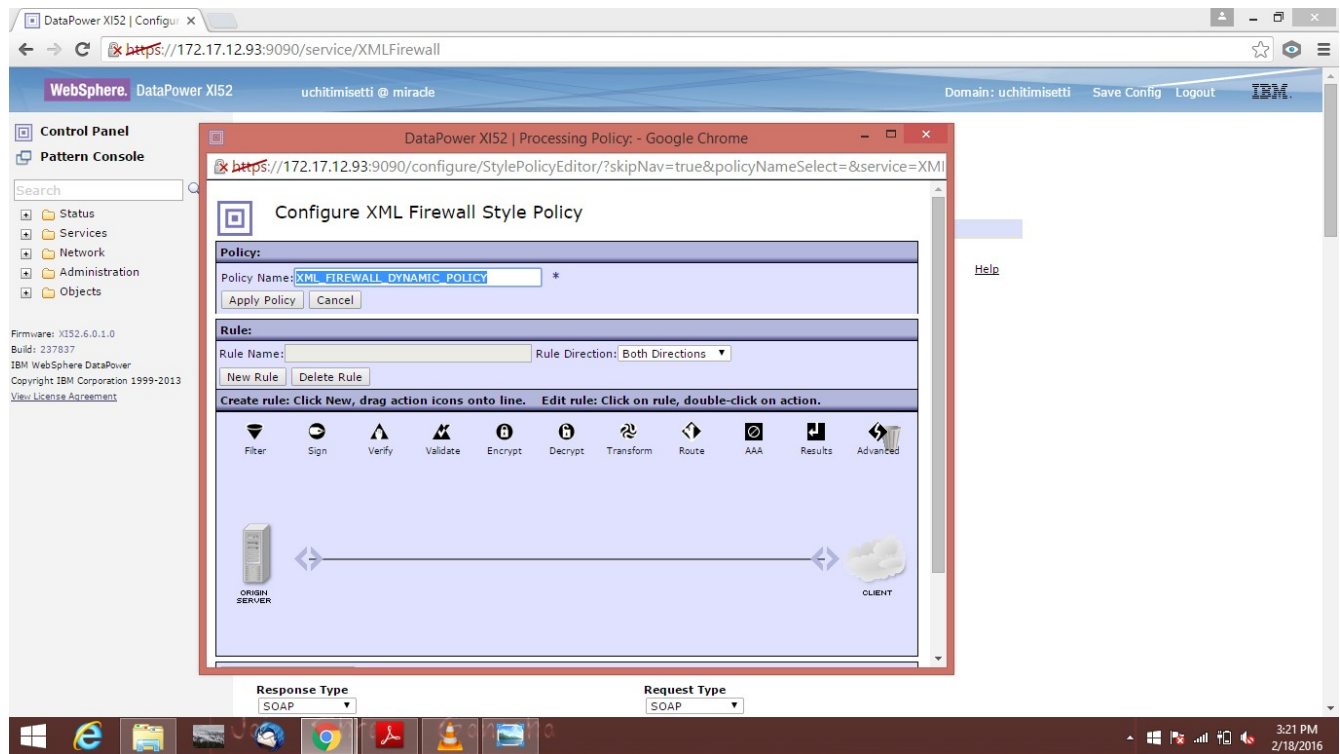 DataPower XI52 | Configur
https://172.17.12.93:9090/service/XMLFirewall
WebSphere. DataPower XI52
uchitimisetti @ miracle
Domain: uchitimisetti Save Config Logout
IBM.
Control Panel
Pattern Console
Search
Status
Services
Network
Administration
Objects
Firmware: XI52.6.0.1.0
Build: 237837
IBM WebSphere DataPower
Copyright IBM Corporation 1999-2013
View License Agreement
DataPower XI52 | Processing Policy: - Google Chrome
https://172.17.12.93:9090/configure/StylePolicyEditor/?skipNav=true&policyNameSelect=&service=XMl
Configure XML Firewall Style Policy
Policy:
Policy Name: XML_FIREWALL_DYNAMIC_POLICY *
Apply Policy Cancel
Rule:
Rule Name: Rule Direction: Both Directions
New Rule Delete Rule
Create rule: Click New, drag action icons onto line. Edit rule: Click on rule, double-click on action.
Filter Sign Verify Validate Encrypt Decrypt Transform Route AAA Results Advanced
ORIGIN
SERVER
CLIENT
Help
Response Type
SOAP
Request Type
SOAP
3:21 PM
2/18/2016